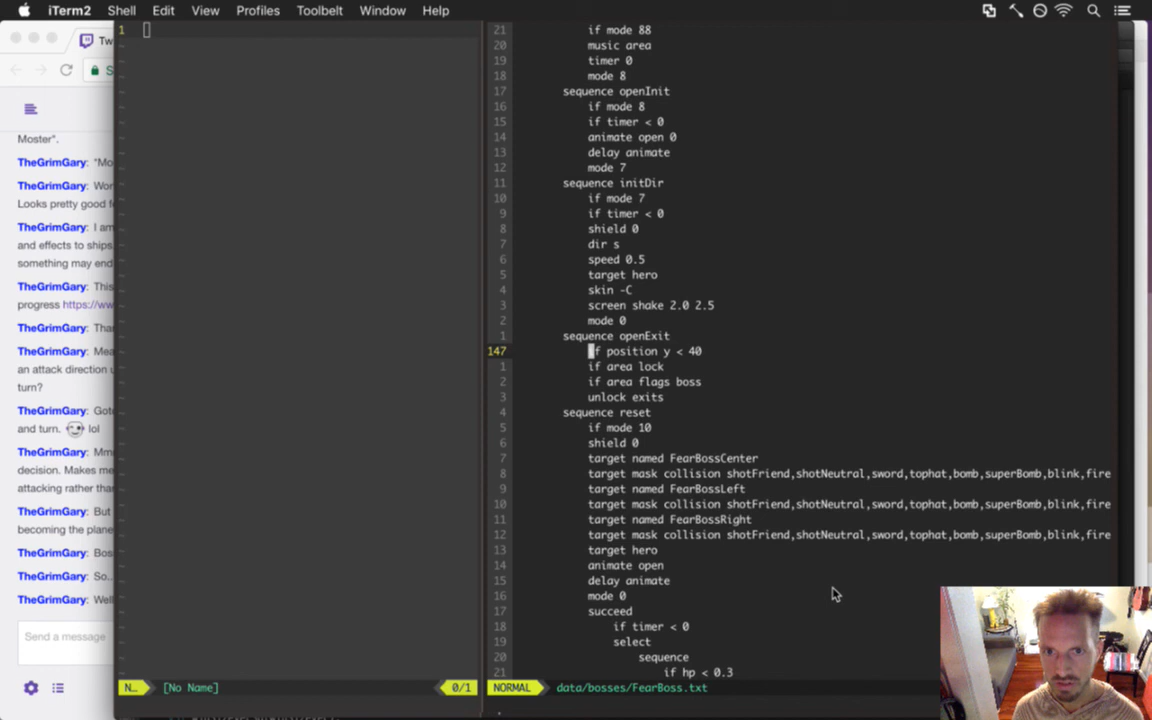 iTerm2 Shell Edit View Profiles Toolbelt Window Help
Tw
S
Moster".
TheGrimGary: "Mo
TheGrimGary: Wor
Looks pretty good f
TheGrimGary: I am
and effects to ships.
something may end
TheGrimGary: This
progress https://ww
TheGrimGary: Than
TheGrimGary: Mea
an attack direction u
turn?
TheGrimGary: Goto
and turn. lol
TheGrimGary: Mm
decision. Makes me
attacking rather than
TheGrimGary: But
becoming the plane
TheGrimGary: Bos
TheGrimGary: So..
TheGrimGary: Well
Send a message
1
N... [No Name] 0/1
21 if mode 88
20 music area
19 timer 0
18 mode 8
17 sequence openInit
16 if mode 8
15 if timer < 0
14 animate open 0
13 delay animate
12 mode 7
11 sequence initDir
10 if mode 7
9 if timer < 0
8 shield 0
7 dir s
6 speed 0.5
5 target hero
4 skin -C
3 screen shake 2.0 2.5
2 mode 0
1 sequence openExit
147 if position y < 40
1 if area lock
2 if area flags boss
3 unlock exits
4 sequence reset
5 if mode 10
6 shield 0
7 target named FearBossCenter
8 target mask collision shotFriend,shotNeutral,sword,tophat,bomb,superBomb,blink,fire
9 target named FearBossLeft
10 target mask collision shotFriend,shotNeutral,sword,tophat,bomb,superBomb,blink,fire
11 target named FearBossRight
12 target mask collision shotFriend,shotNeutral,sword,tophat,bomb,superBomb,blink,fire
13 target hero
14 animate open
15 delay animate
16 mode 0
17 succeed
18 if timer < 0
19 select
20 sequence
21 if hp < 0.3
NORMAL data/bosses/FearBoss.txt